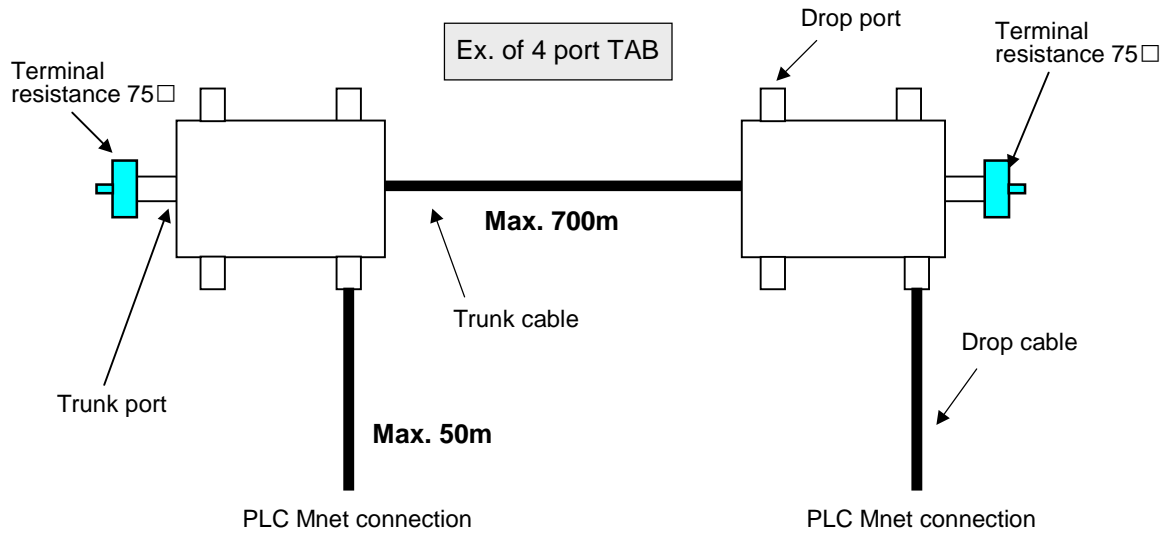 Drop port
Terminal
resistance 75□
Ex. of 4 port TAB
Terminal
resistance 75□
Max. 700m
Trunk cable
Drop cable
Trunk port
Max. 50m
PLC Mnet connection
PLC Mnet connection